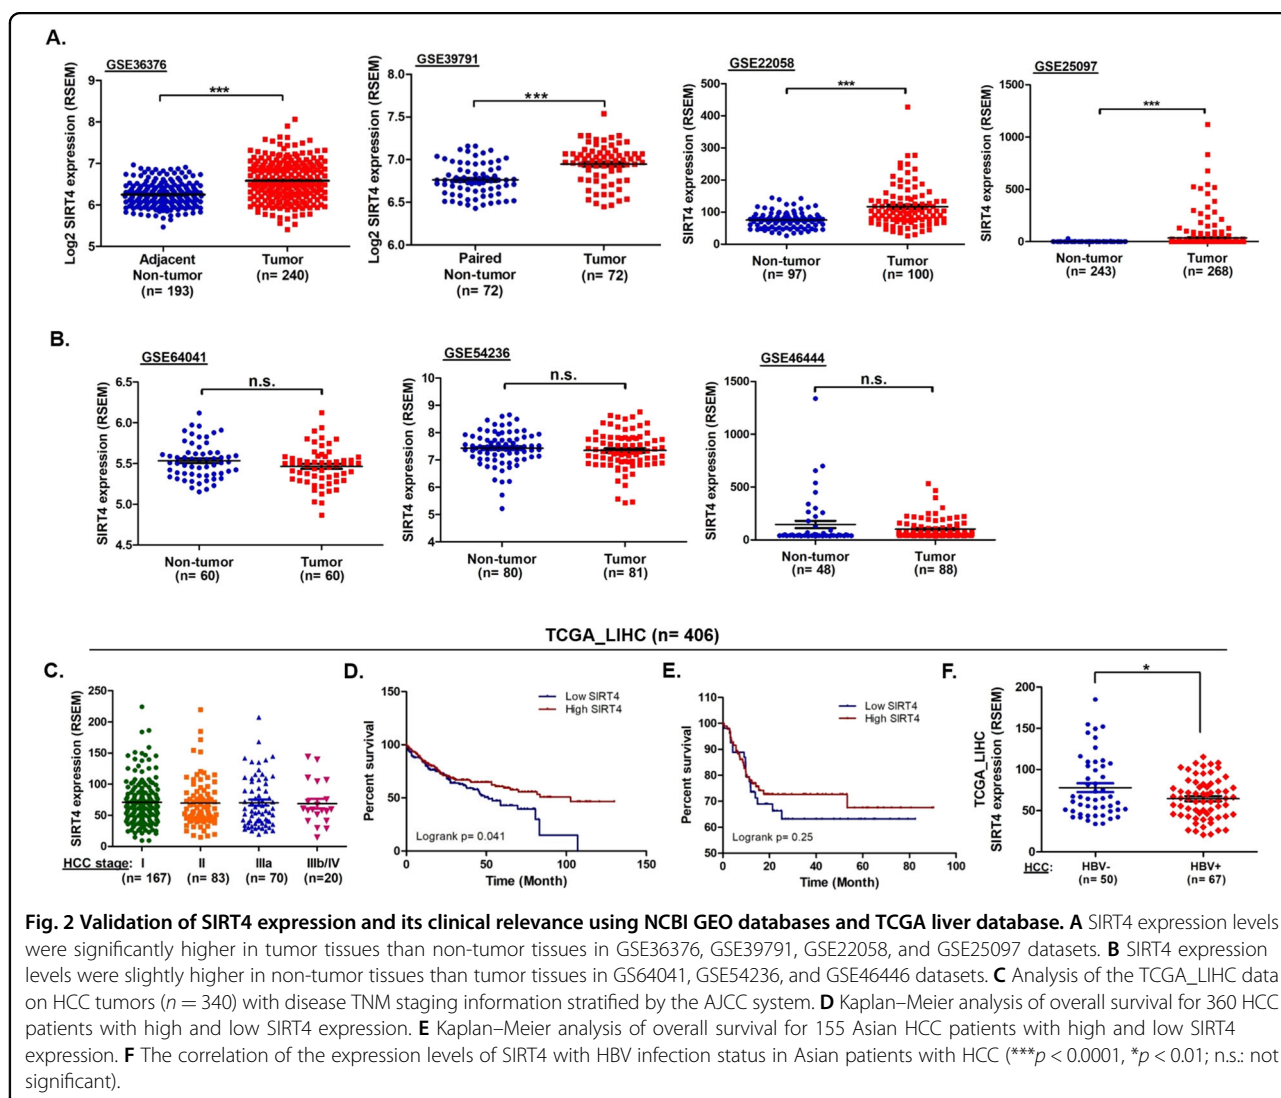 A.
GSE36376
Log2 SIRT4 expression (RSEM)
9
8
7
6
5
***
Adjacent
Non-tumor
(n= 193)
Tumor
(n= 240)
GSE39791
Log2 SIRT4 expression (RSEM)
8.0
7.5
7.0
6.5
6.0
***
Paired
Non-tumor
(n= 72)
Tumor
(n= 72)
GSE22058
SIRT4 expression (RSEM)
500
400
300
200
100
0
***
Non-tumor
(n= 97)
Tumor
(n= 100)
GSE25097
SIRT4 expression (RSEM)
1500
1000
500
0
***
Non-tumor
(n= 243)
Tumor
(n= 268)
B.
GSE64041
SIRT4 expression (RSEM)
6.5
6.0
5.5
5.0
4.5
n.s.
Non-tumor
(n= 60)
Tumor
(n= 60)
GSE54236
SIRT4 expression (RSEM)
10
9
8
7
6
5
4
n.s.
Non-tumor
(n= 80)
Tumor
(n= 81)
GSE46444
SIRT4 expression (RSEM)
1500
1000
500
0
n.s.
Non-tumor
(n= 48)
Tumor
(n= 88)
TCGA_LIHC (n= 406)
C.
SIRT4 expression (RSEM)
250
200
150
100
50
0
HCC stage: I II IIIa IIIb/IV
(n= 167) (n= 83) (n= 70) (n=20)
D.
Percent survival
150
100
50
0
Low SIRT4
High SIRT4
Logrank p= 0.041
0 50 100 150
Time (Month)
E.
Percent survival
110
100
90
80
70
60
50
Low SIRT4
High SIRT4
Logrank p= 0.25
0 20 40 60 80 100
Time (Month)
F.
TCGA_LIHC
SIRT4 expression (RSEM)
200
150
100
50
0
*
HCC: HBV- HBV+
(n= 50) (n= 67)
Fig. 2 Validation of SIRT4 expression and its clinical relevance using NCBI GEO databases and TCGA liver database. A SIRT4 expression levels
were significantly higher in tumor tissues than non-tumor tissues in GSE36376, GSE39791, GSE22058, and GSE25097 datasets. B SIRT4 expression
levels were slightly higher in non-tumor tissues than tumor tissues in GS64041, GSE54236, and GSE46446 datasets. C Analysis of the TCGA_LIHC data
on HCC tumors (n = 340) with disease TNM staging information stratified by the AJCC system. D Kaplan–Meier analysis of overall survival for 360 HCC
patients with high and low SIRT4 expression. E Kaplan–Meier analysis of overall survival for 155 Asian HCC patients with high and low SIRT4
expression. F The correlation of the expression levels of SIRT4 with HBV infection status in Asian patients with HCC (***p < 0.0001, *p < 0.01; n.s.: not
significant).